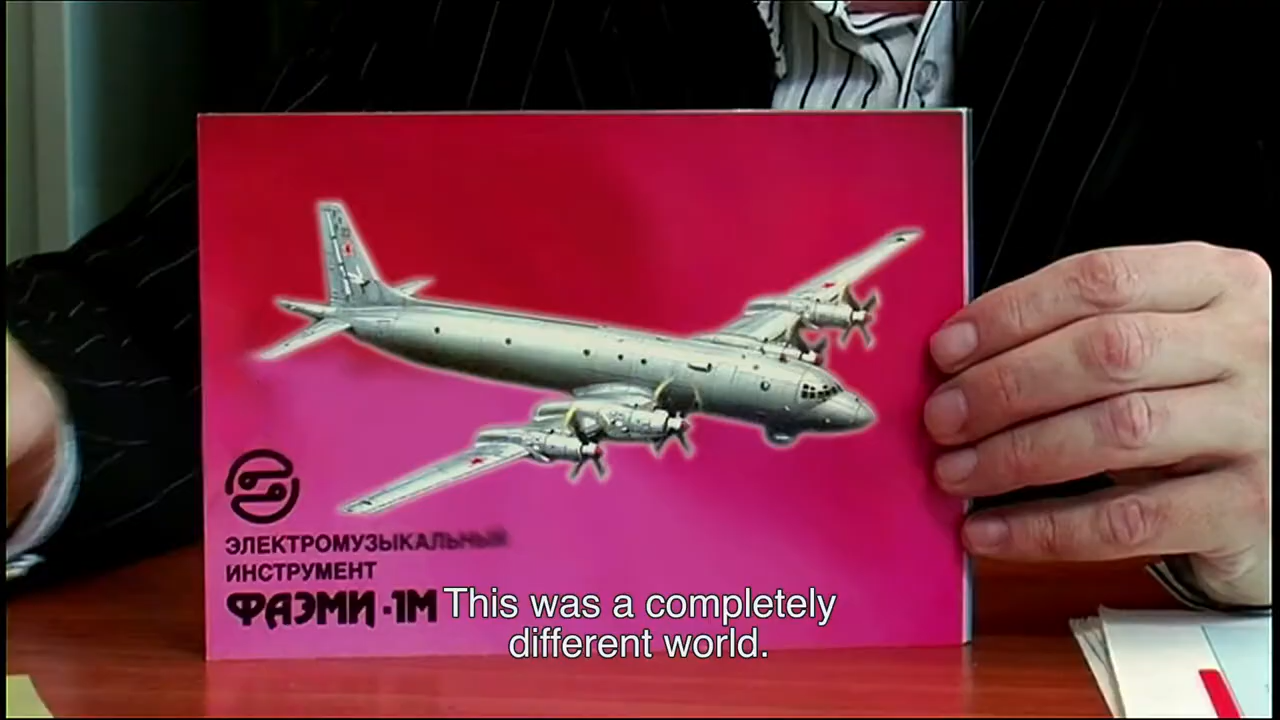 ЭЛЕКТРОМУЗЫКАЛЬНЫЙ
ИНСТРУМЕНТ
ФАЭМИ·1М
This was a completely
different world.